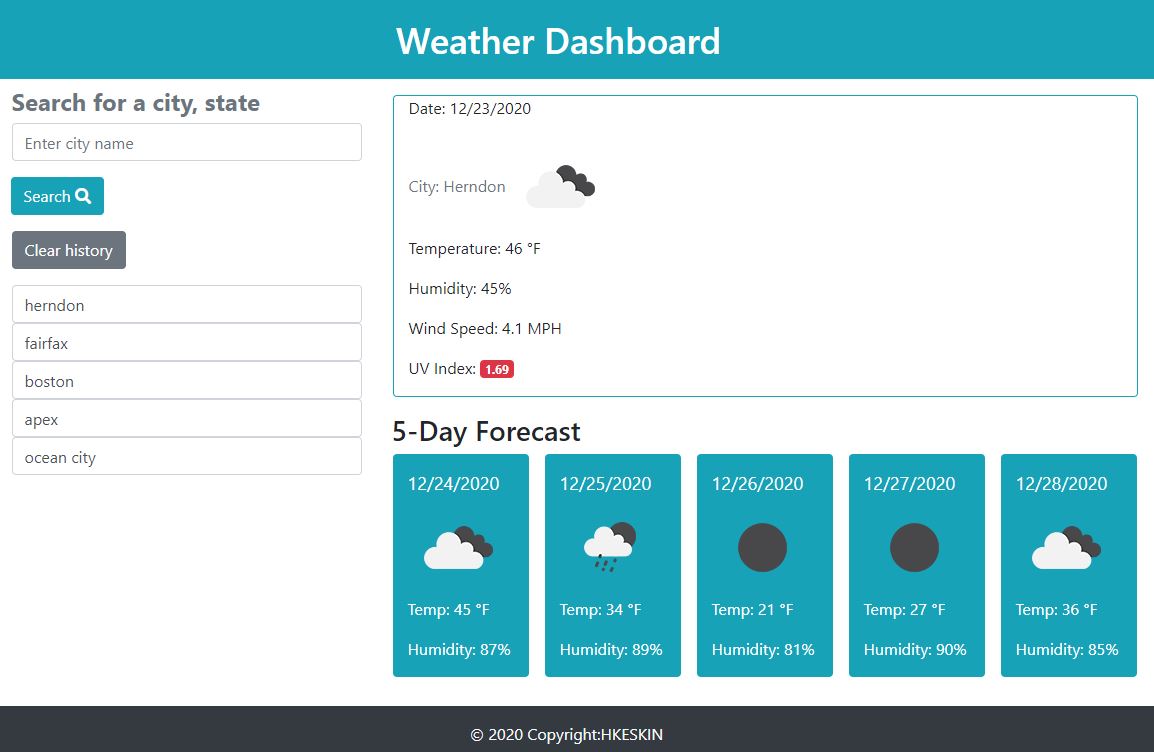 Weather Dashboard
Search for a city, state
Enter city name
Search
Clear history
herndon
fairfax
boston
apex
ocean city
Date: 12/23/2020
City: Herndon
Temperature: 46 °F
Humidity: 45%
Wind Speed: 4.1 MPH
UV Index: 1.69
5-Day Forecast
12/24/2020
Temp: 45 °F
Humidity: 87%
12/25/2020
Temp: 34 °F
Humidity: 89%
12/26/2020
Temp: 21 °F
Humidity: 81%
12/27/2020
Temp: 27 °F
Humidity: 90%
12/28/2020
Temp: 36 °F
Humidity: 85%
© 2020 Copyright:HKESKIN